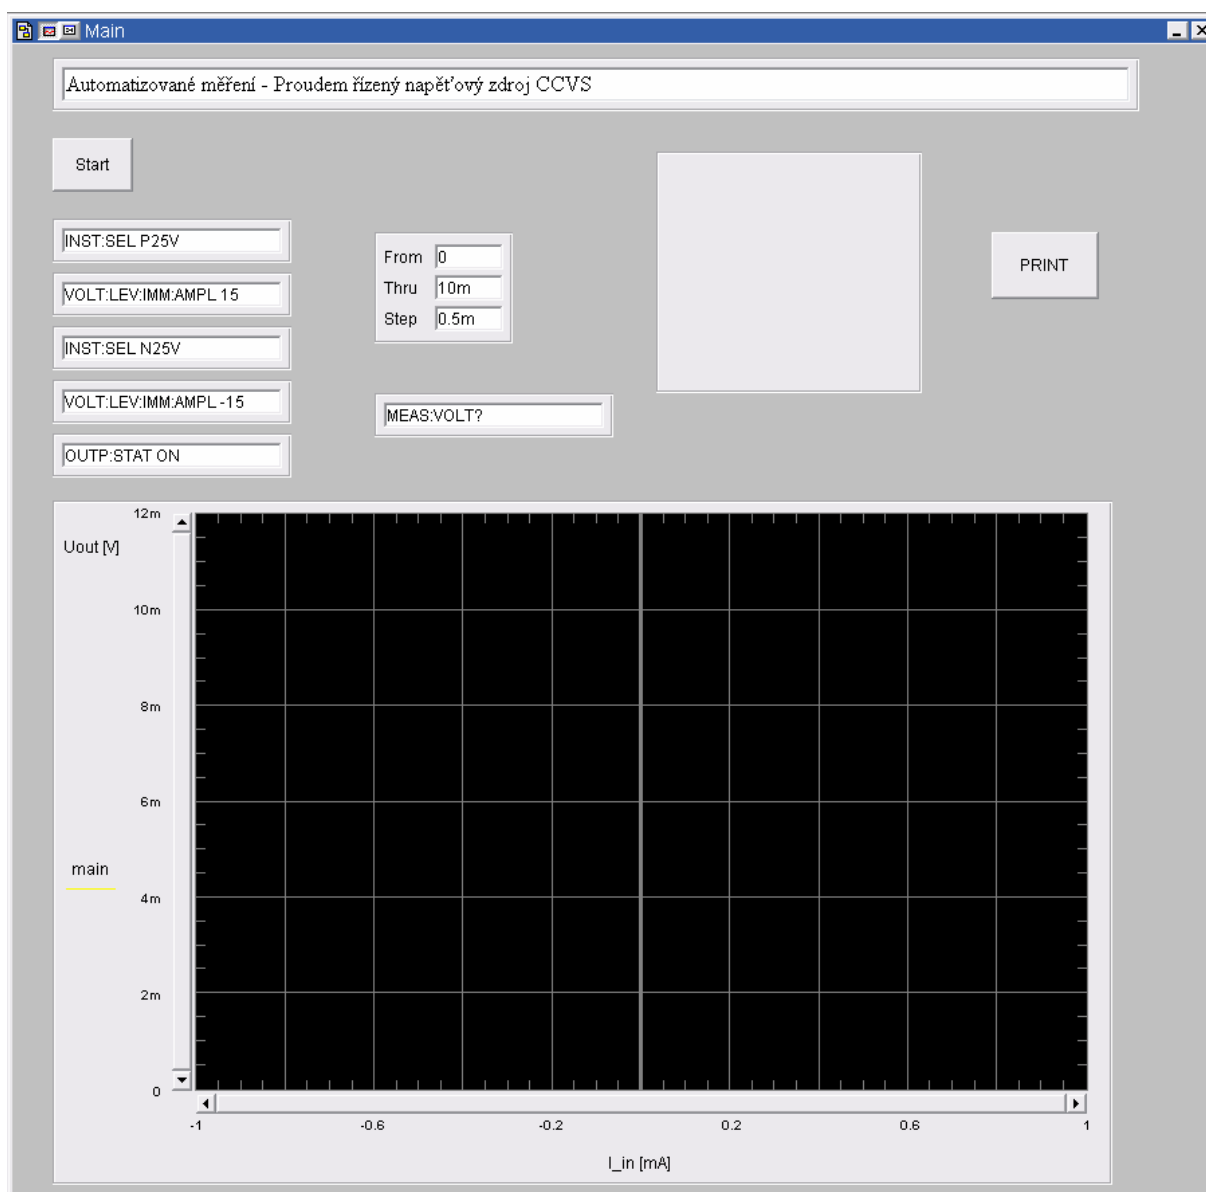 Main
Automatizované měření - Proudem řízený napěťový zdroj CCVS
Start
INST:SEL P25V
VOLT:LEV:IMM:AMPL 15
INST:SEL N25V
VOLT:LEV:IMM:AMPL -15
OUTP:STAT ON
From 0
Thru 10m
Step 0.5m
MEAS:VOLT?
PRINT
Uout [V]
12m
10m
8m
6m
4m
2m
0
main
-1 -0.6 -0.2 0.2 0.6 1
I_in [mA]